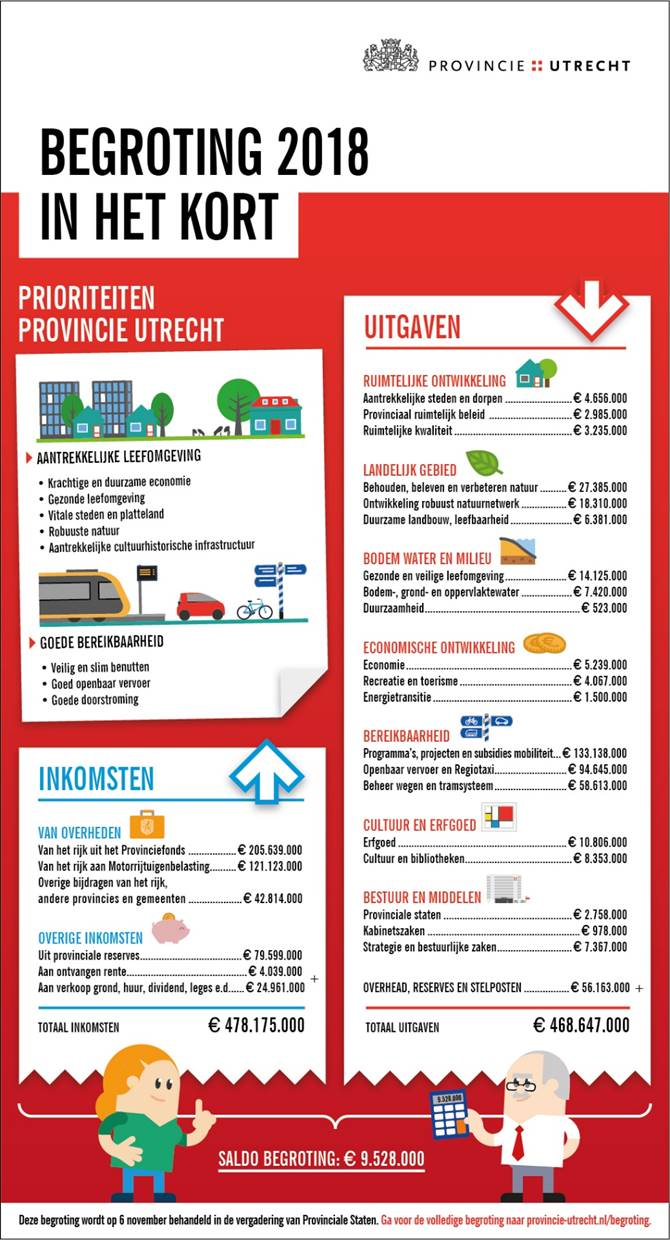 PROVINCIE :: UTRECHT
BEGROTING 2018
IN HET KORT
PRIORITEITEN
PROVINCIE UTRECHT
AANTREKKELIJKE LEEFOMGEVING
• Krachtige en duurzame economie
• Gezonde leefomgeving
• Vitale steden en platteland
• Robuuste natuur
• Aantrekkelijke cultuurhistorische infrastructuur
GOEDE BEREIKBAARHEID
• Veilig en slim benutten
• Goed openbaar vervoer
• Goede doorstroming
INKOMSTEN
VAN OVERHEDEN
Van het rijk uit het Provinciefonds .................. € 205.639.000
Van het rijk aan Motorrijtuigenbelasting......... € 121.123.000
Overige bijdragen van het rijk,
andere provincies en gemeenten ................... € 42.814.000
OVERIGE INKOMSTEN
Uit provinciale reserves.................................... € 79.599.000
Aan ontvangen rente......................................... € 4.039.000
Aan verkoop grond, huur, dividend, leges e.d..... € 24.961.000 +
TOTAAL INKOMSTEN € 478.175.000
UITGAVEN
RUIMTELIJKE ONTWIKKELING
Aantrekkelijke steden en dorpen ....................... € 4.656.000
Provinciaal ruimtelijk beleid ............................. € 2.985.000
Ruimtelijke kwaliteit ........................................ € 3.235.000
LANDELIJK GEBIED
Behouden, beleven en verbeteren natuur ......... € 27.385.000
Ontwikkeling robuust natuurnetwerk ............... € 18.310.000
Duurzame landbouw, leefbaarheid..................... € 6.381.000
BODEM WATER EN MILIEU
Gezonde en veilige leefomgeving....................... € 14.125.000
Bodem-, grond- en oppervlaktewater ................. € 7.420.000
Duurzaamheid.................................................... € 523.000
ECONOMISCHE ONTWIKKELING
Economie.......................................................... € 5.239.000
Recreatie en toerisme....................................... € 4.067.000
Energietransitie ............................................... € 1.500.000
BEREIKBAARHEID
Programma's, projecten en subsidies mobiliteit... € 133.138.000
Openbaar vervoer en Regiotaxi......................... € 94.645.000
Beheer wegen en tramsysteem......................... € 58.613.000
CULTUUR EN ERFGOED
Erfgoed ........................................................... € 10.806.000
Cultuur en bibliotheken..................................... € 8.353.000
BESTUUR EN MIDDELEN
Provinciale staten ............................................. € 2.758.000
Kabinetszaken .................................................... € 978.000
Strategie en bestuurlijke zaken......................... € 7.367.000
OVERHEAD, RESERVES EN STELPOSTEN ............... € 56.163.000 +
TOTAAL UITGAVEN € 468.647.000
9.528.000
SALDO BEGROTING: € 9.528.000
Deze begroting wordt op 6 november behandeld in de vergadering van Provinciale Staten. Ga voor de volledige begroting naar provincie-utrecht.nl/begroting.